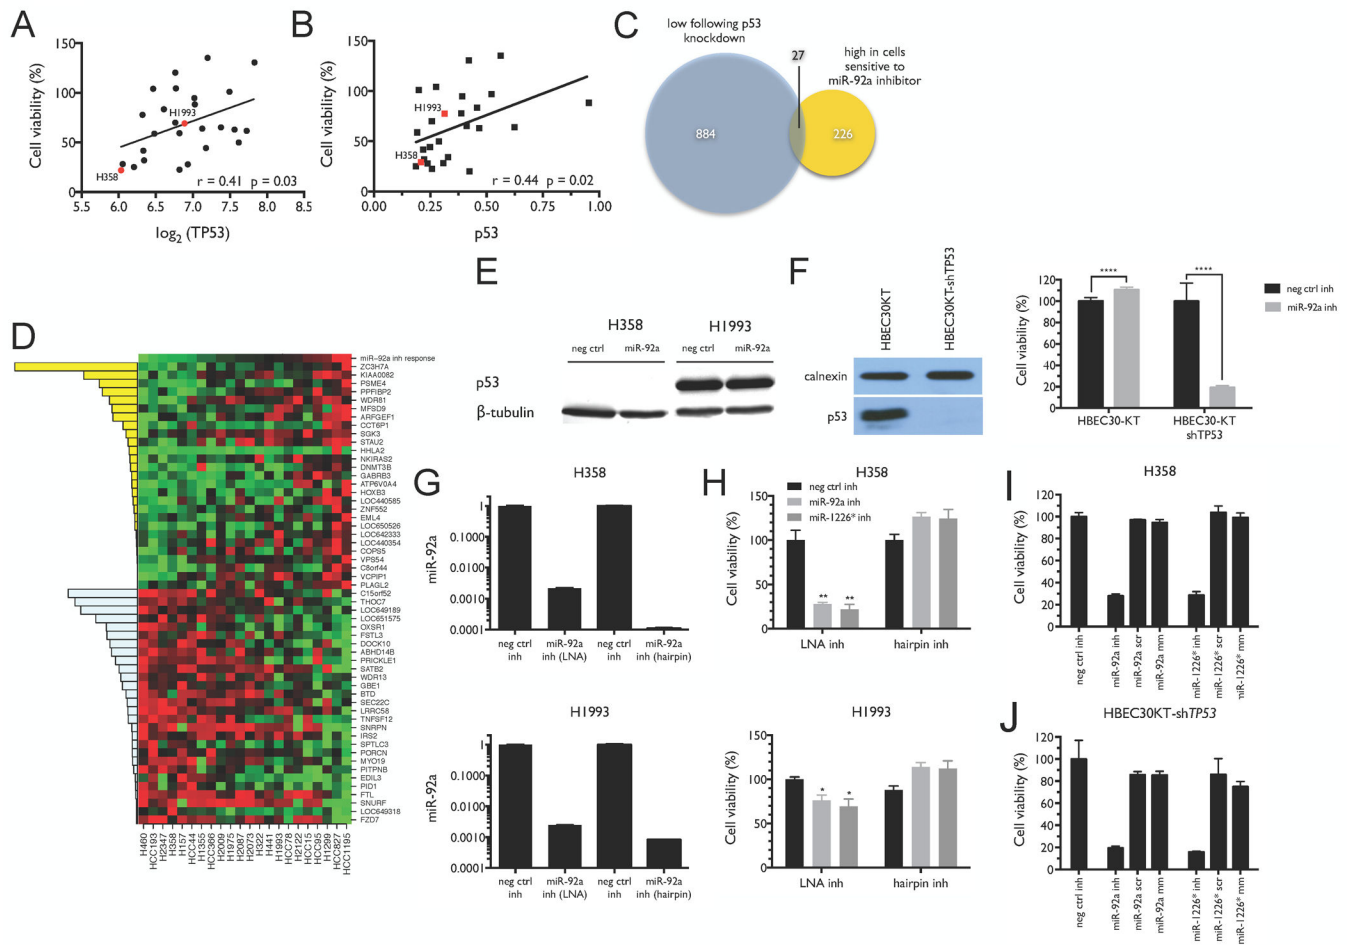 A
Cell viability (%)
150
100
50
0
H1993
H358
r = 0.41 p = 0.03
5.5 6.0 6.5 7.0 7.5 8.0 8.5
log2 (TP53)
B
Cell viability (%)
150
100
50
0
H1993
H358
r = 0.44 p = 0.02
0.00 0.25 0.50 0.75 1.00
p53
C
low following p53
knockdown
27
high in cells
sensitive to
miR-92a inhibitor
884
226
D
miR-92a inh response
ZC3H7A
KIAA0082
PSME4
PPFIBP2
WDR81
MFSD9
ARFGEF1
CCT6P1
SGK3
STAU2
HHLA2
NKIRAS2
DNMT3B
GABRB3
ATP6V0A4
HOXB3
LOC440585
ZNF552
EML4
LOC650526
LOC642333
LOC440354
COPS5
VPS54
C8orf44
VCPIP1
PLAGL2
C15orf52
THOC7
LOC649189
LOC651575
OXSR1
FSTL3
DOCK10
ABHD14B
PRICKLE1
SATB2
WDR13
GBE1
BTD
SEC22C
LRRC58
TNFSF12
SNRPN
IRS2
SPTLC3
PORCN
MYO19
PITPNB
EDIL3
PID1
FTL
SNURF
LOC649318
FZD7
H460
HCC193
H2347
H358
H157
HCC44
H1355
HCC366
H2009
H1975
H2087
H2073
H322
H441
H1993
HCC78
H2122
HCC15
HCC95
H1299
HCC827
HCC1195
E
H358 H1993
neg ctrl miR-92a neg ctrl miR-92a
p53
β-tubulin
F
HBEC30KT
HBEC30KT-shTP53
calnexin
p53
Cell viability (%)
120
100
80
60
40
20
0
**** ****
HBEC30-KT HBEC30-KT
shTP53
neg ctrl inh
miR-92a inh
G
H358
miR-92a
1
0.1000
0.0100
0.0010
0.0001
neg ctrl miR-92a neg ctrl miR-92a
inh inh (LNA) inh inh (hairpin)
H1993
miR-92a
1
0.1000
0.0100
0.0010
0.0001
neg ctrl miR-92a neg ctrl miR-92a
inh inh (LNA) inh inh (hairpin)
H
H358
neg ctrl inh
miR-92a inh
miR-1226* inh
Cell viability (%)
150
100
50
0
** **
LNA inh hairpin inh
H1993
Cell viability (%)
150
100
50
0
* *
LNA inh hairpin inh
I
H358
Cell viability (%)
120
100
80
60
40
20
0
neg ctrl inh
miR-92a inh
miR-92a scr
miR-92a mm
miR-1226* inh
miR-1226* scr
miR-1226* mm
J
HBEC30KT-shTP53
Cell viability (%)
120
100
80
60
40
20
0
neg ctrl inh
miR-92a inh
miR-92a scr
miR-92a mm
miR-1226* inh
miR-1226* scr
miR-1226* mm